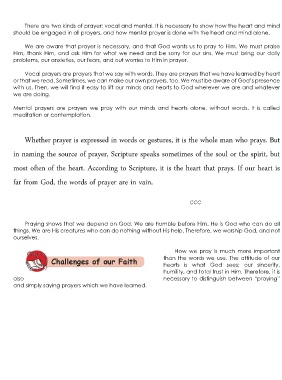 There are two kinds of prayer: vocal and mental. It is necessary to show how the heart and mind
should be engaged in all prayers, and how mental prayer is done with the heart and mind alone.
We are aware that prayer is necessary, and that God wants us to pray to Him. We must praise
Him, thank Him, and ask Him for what we need and be sorry for our sins. We must bring our daily
problems, our anxieties, our fears, and our worries to Him in prayer.
Vocal prayers are prayers that we say with words. They are prayers that we have learned by heart
or that we read. Sometimes, we can make our own prayers, too. We must be aware of God's presence
with us. Then, we will find it easy to lift our minds and hearts to God wherever we are and whatever
we are doing.
Mental prayers are prayers we pray with our minds and hearts alone, without words. It is called
meditation or contemplation.
Whether prayer is expressed in words or gestures, it is the whole man who prays. But
in naming the source of prayer, Scripture speaks sometimes of the soul or the spirit, but
most often of the heart. According to Scripture, it is the heart that prays. If our heart is
far from God, the words of prayer are in vain.
CCC
Praying shows that we depend on God. We are humble before Him. He is God who can do all
things. We are His creatures who can do nothing without His help. Therefore, we worship God, and not
ourselves.
How we pray is much more important
than the words we use. The attitude of our
hearts is what God sees: our sincerity,
humility, and total trust in Him. Therefore, it is
Challenges of our Faith
also necessary to distinguish between "praying"
and simply saying prayers which we have learned.